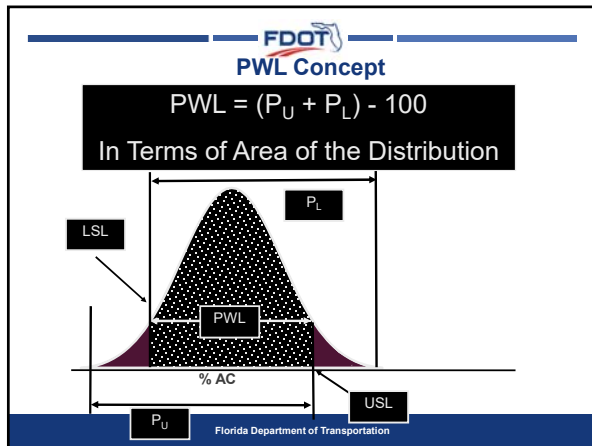 FDOT
PWL Concept
PWL = (PU + PL) - 100
In Terms of Area of the Distribution
PL
LSL
PWL
% AC
USL
PU
Florida Department of Transportation